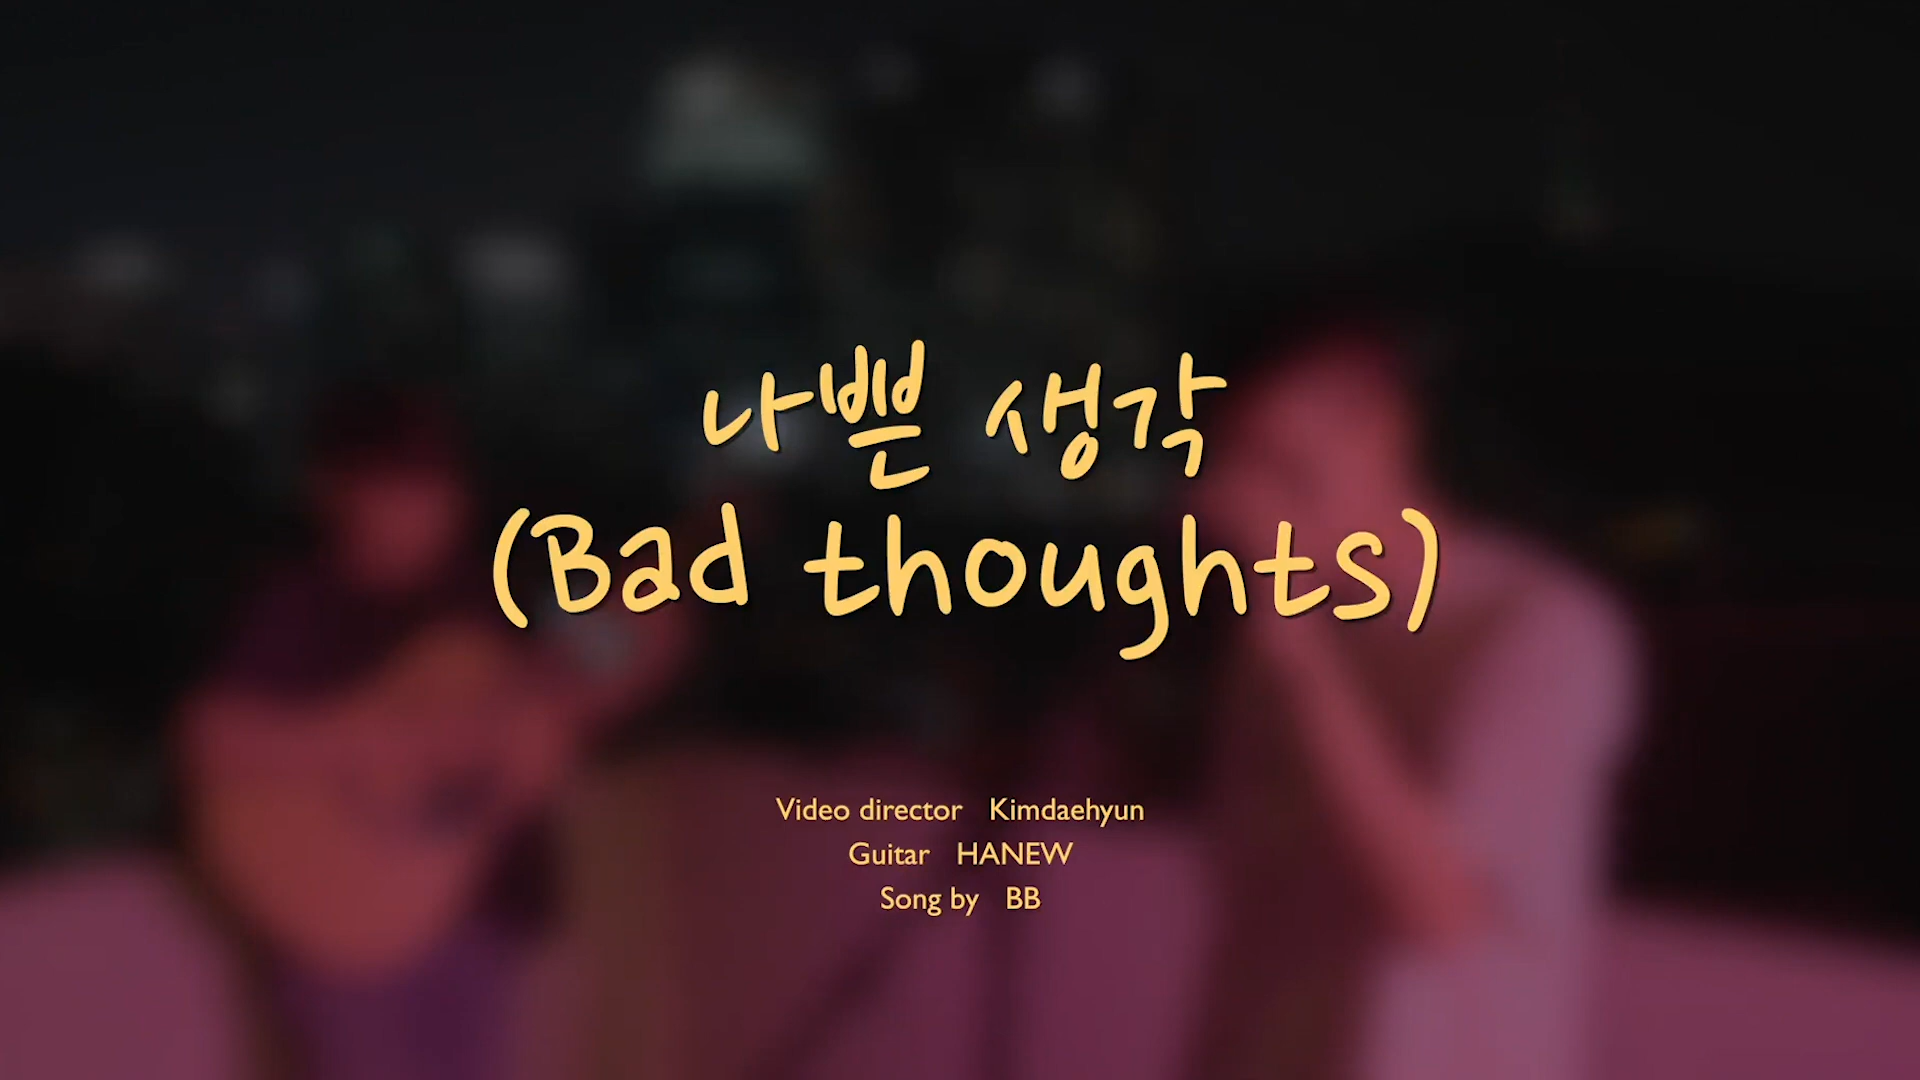 나쁜 생각
(Bad thoughts)
Video director Kimdaehyun
Guitar HANEW
Song by BB